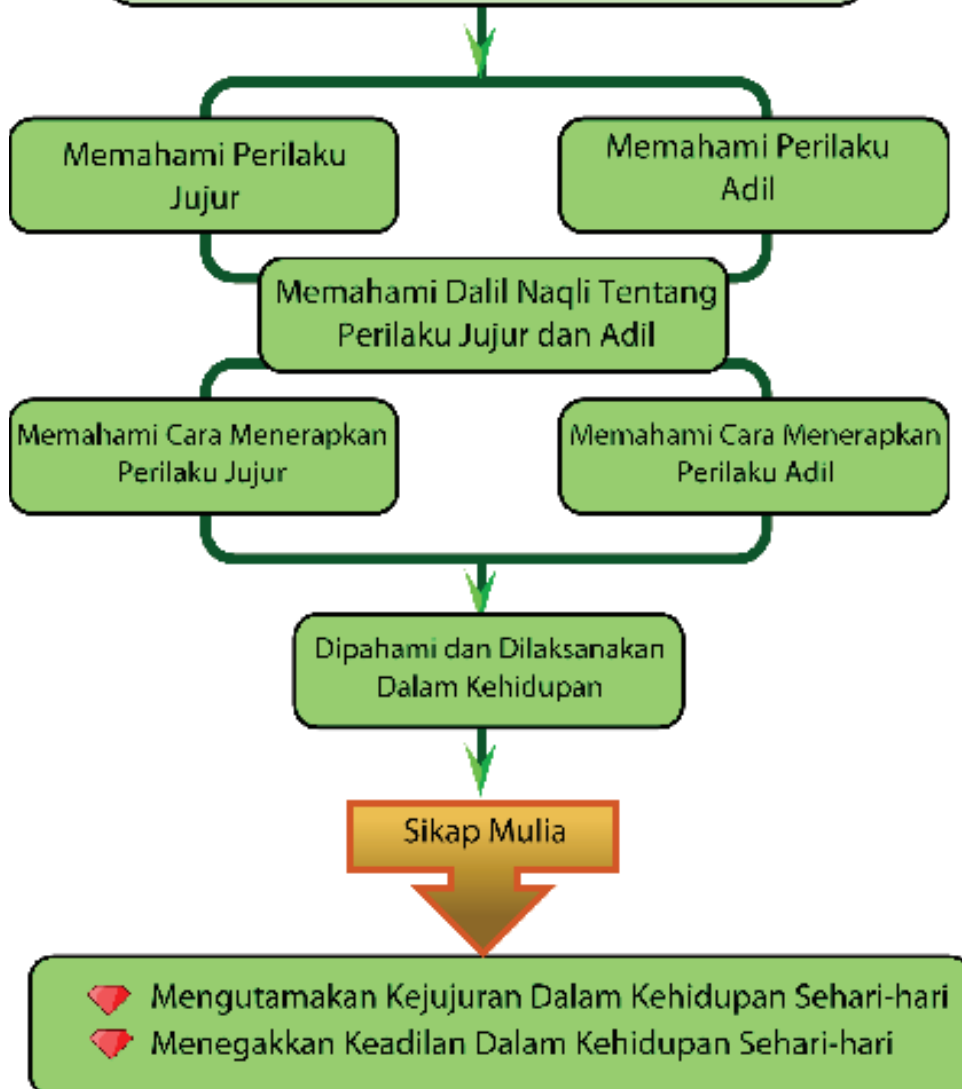 Memahami Perilaku
Jujur
Memahami Perilaku
Adil
Memahami Dalil Naqli Tentang
Perilaku Jujur dan Adil
Memahami Cara Menerapkan
Perilaku Jujur
Memahami Cara Menerapkan
Perilaku Adil
Dipahami dan Dilaksanakan
Dalam Kehidupan
Sikap Mulia
Mengutamakan Kejujuran Dalam Kehidupan Sehari-hari
Menegakkan Keadilan Dalam Kehidupan Sehari-hari